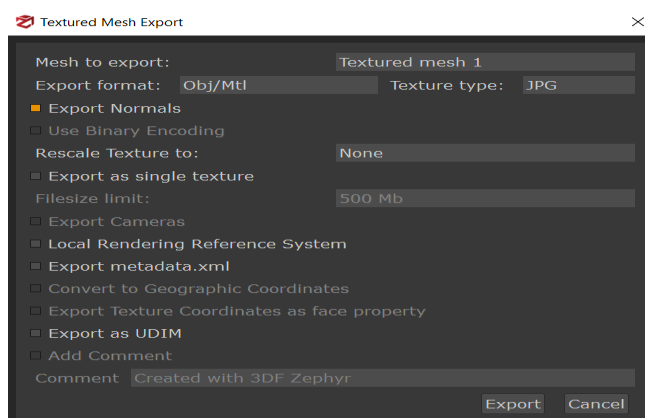 Textured Mesh Export
Mesh to export: Textured mesh 1
Export format: Obj/Mtl Texture type: JPG
Export Normals
Use Binary Encoding
Rescale Texture to: None
Export as single texture
Filesize limit: 500 Mb
Export Cameras
Local Rendering Reference System
Export metadata.xml
Convert to Geographic Coordinates
Export Texture Coordinates as face property
Export as UDIM
Add Comment
Comment Created with 3DF Zephyr
Export Cancel